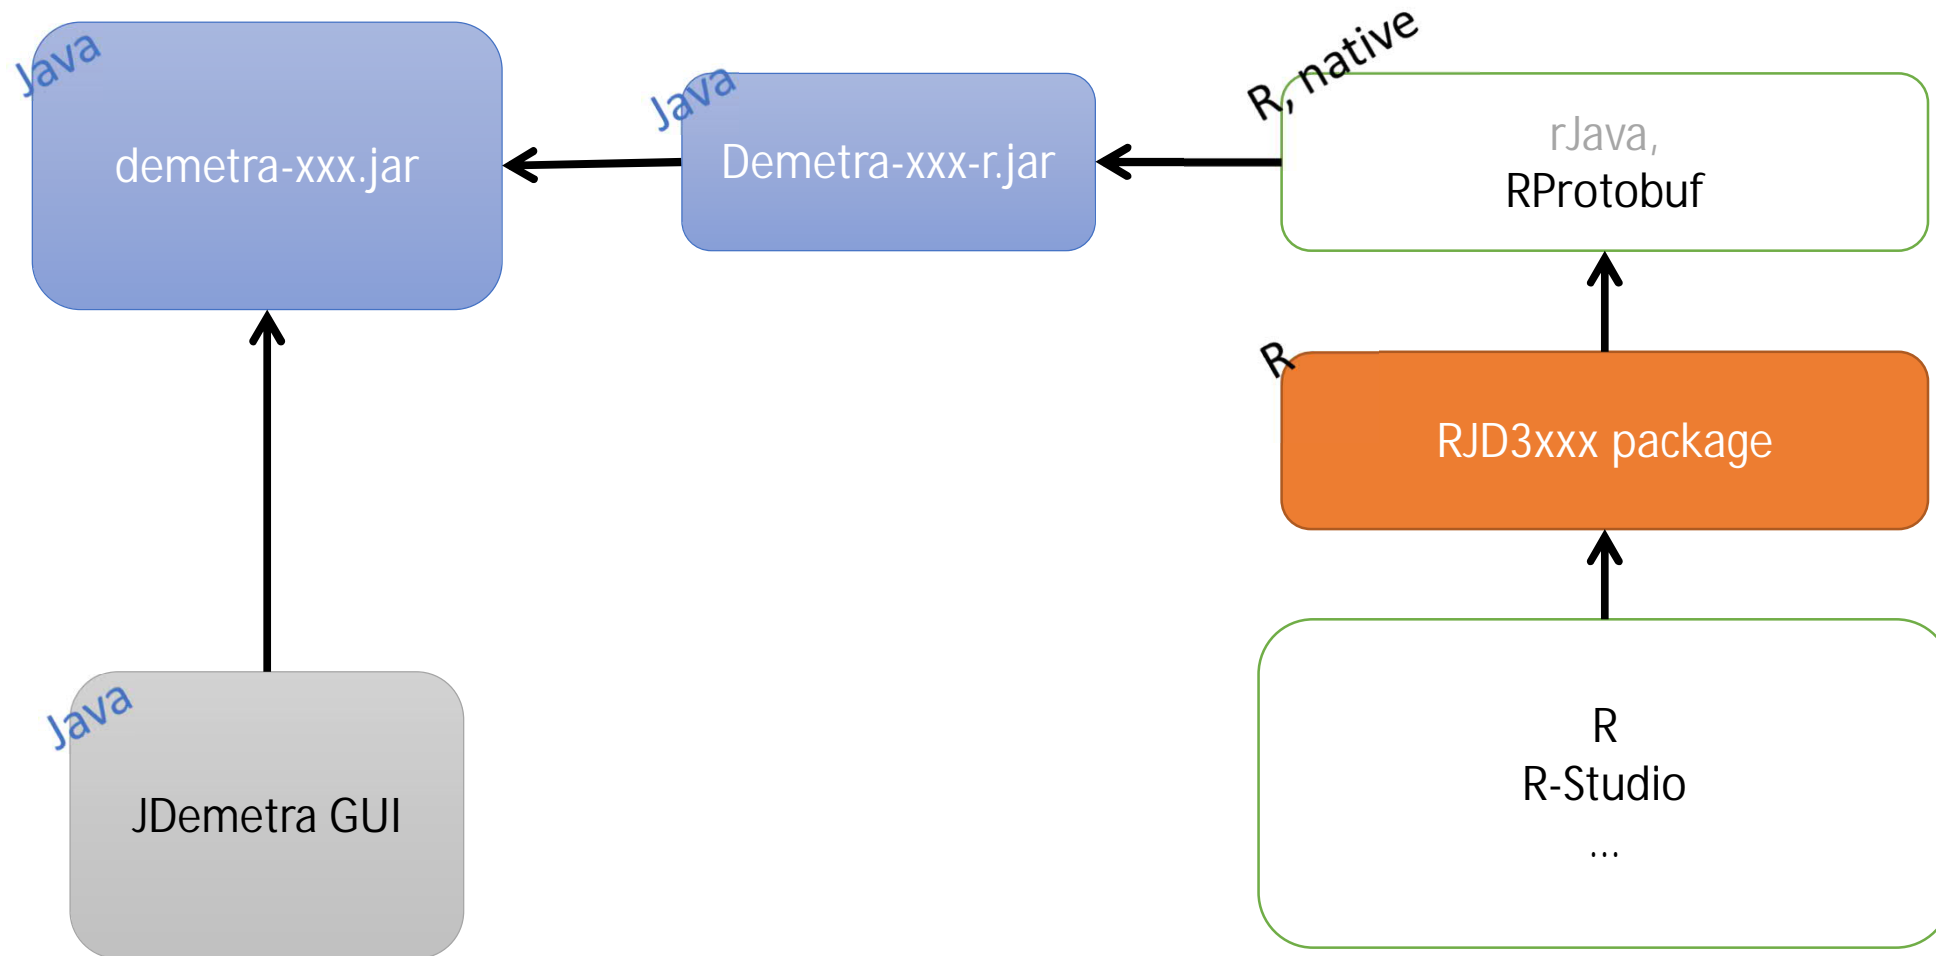 Java
demetra-xxx.jar
Java
Demetra-xxx-r.jar
R, native
rJava,
RProtobuf
R
RJD3xxx package
Java
JDemetra GUI
R
R-Studio
...